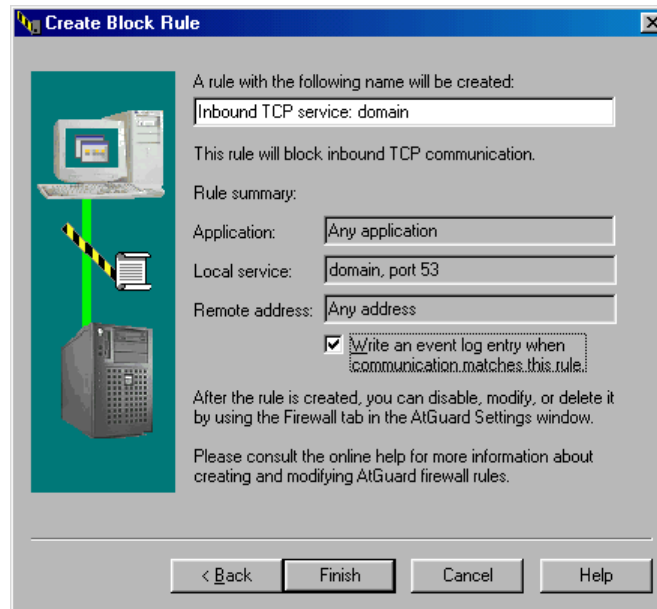 Create Block Rule
A rule with the following name will be created:
Inbound TCP service: domain
This rule will block inbound TCP communication.
Rule summary:
Application: Any application
Local service: domain, port 53
Remote address: Any address
Write an event log entry when
communication matches this rule.
After the rule is created, you can disable, modify, or delete it
by using the Firewall tab in the AtGuard Settings window.
Please consult the online help for more information about
creating and modifying AtGuard firewall rules.
< Back Finish Cancel Help